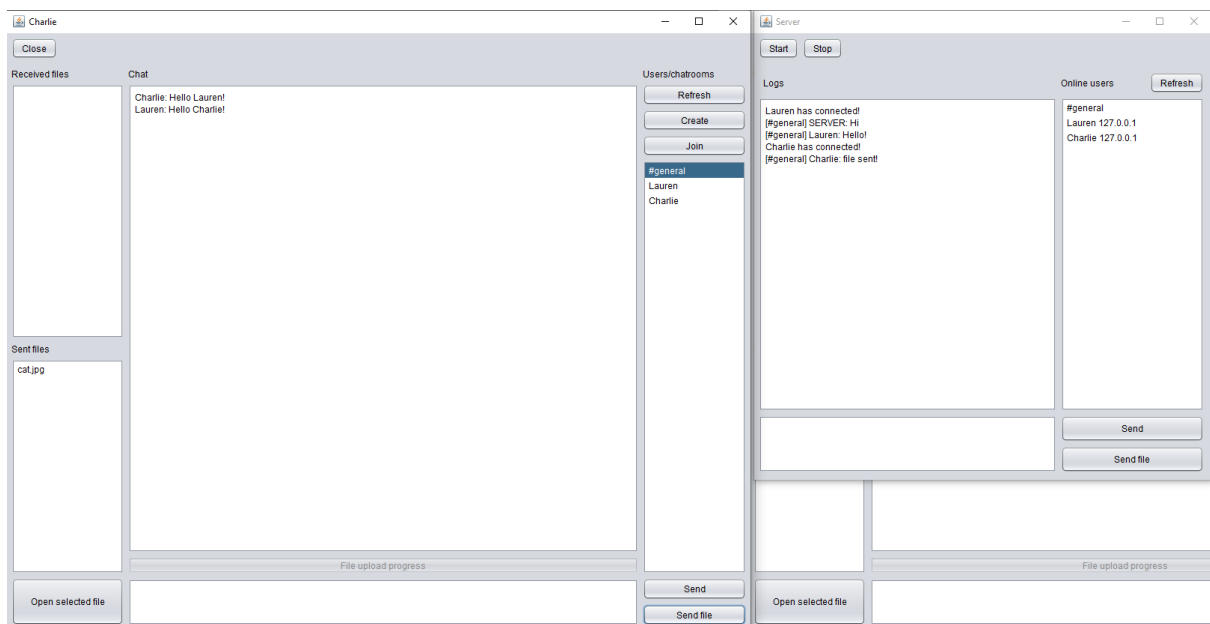 Charlie
Close
Received files
Chat
Users/chatrooms
Charlie: Hello Lauren!
Lauren: Hello Charlie!
Refresh
Create
Join
#general
Lauren
Charlie
Sent files
cat.jpg
File upload progress
Open selected file
Send
Send file
Server
Start
Stop
Logs
Online users
Refresh
Lauren has connected!
[#general] SERVER: Hi
[#general] Lauren: Hello!
Charlie has connected!
[#general] Charlie: file sent!
#general
Lauren 127.0.0.1
Charlie 127.0.0.1
Send
Send file
File upload progress
Open selected file